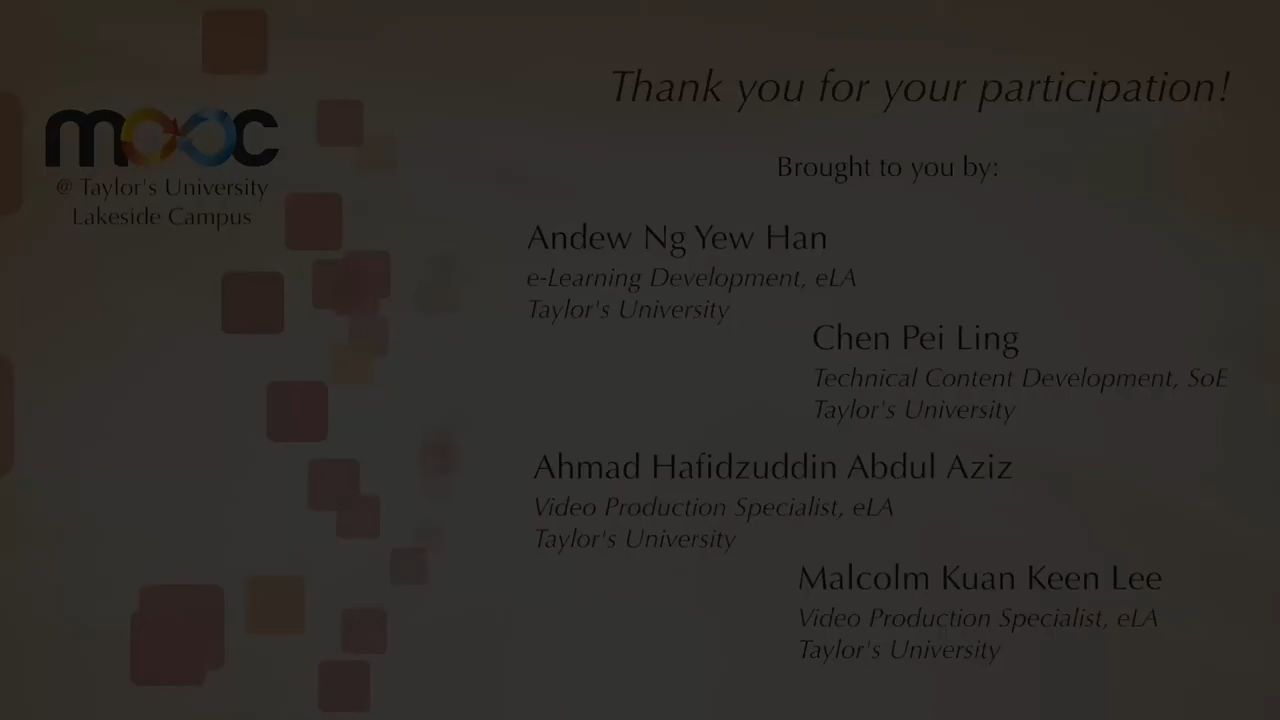 Thank you for your participation!
mooc
@ Taylor's University
Lakeside Campus
Brought to you by:
Andew Ng Yew Han
e-Learning Development, eLA
Taylor's University
Chen Pei Ling
Technical Content Development, SoE
Taylor's University
Ahmad Hafidzuddin Abdul Aziz
Video Production Specialist, eLA
Taylor's University
Malcolm Kuan Keen Lee
Video Production Specialist, eLA
Taylor's University